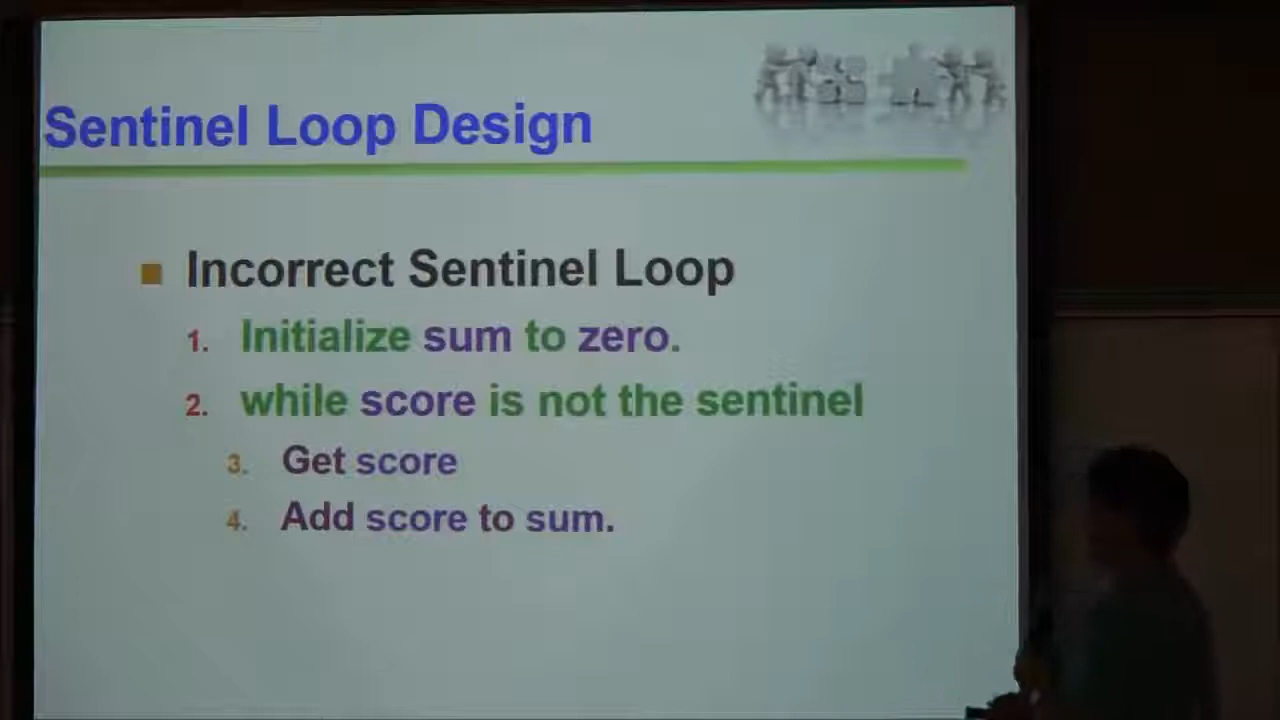 Sentinel Loop Design
Incorrect Sentinel Loop
1. Initialize sum to zero.
2. while score is not the sentinel
3. Get score
4. Add score to sum.